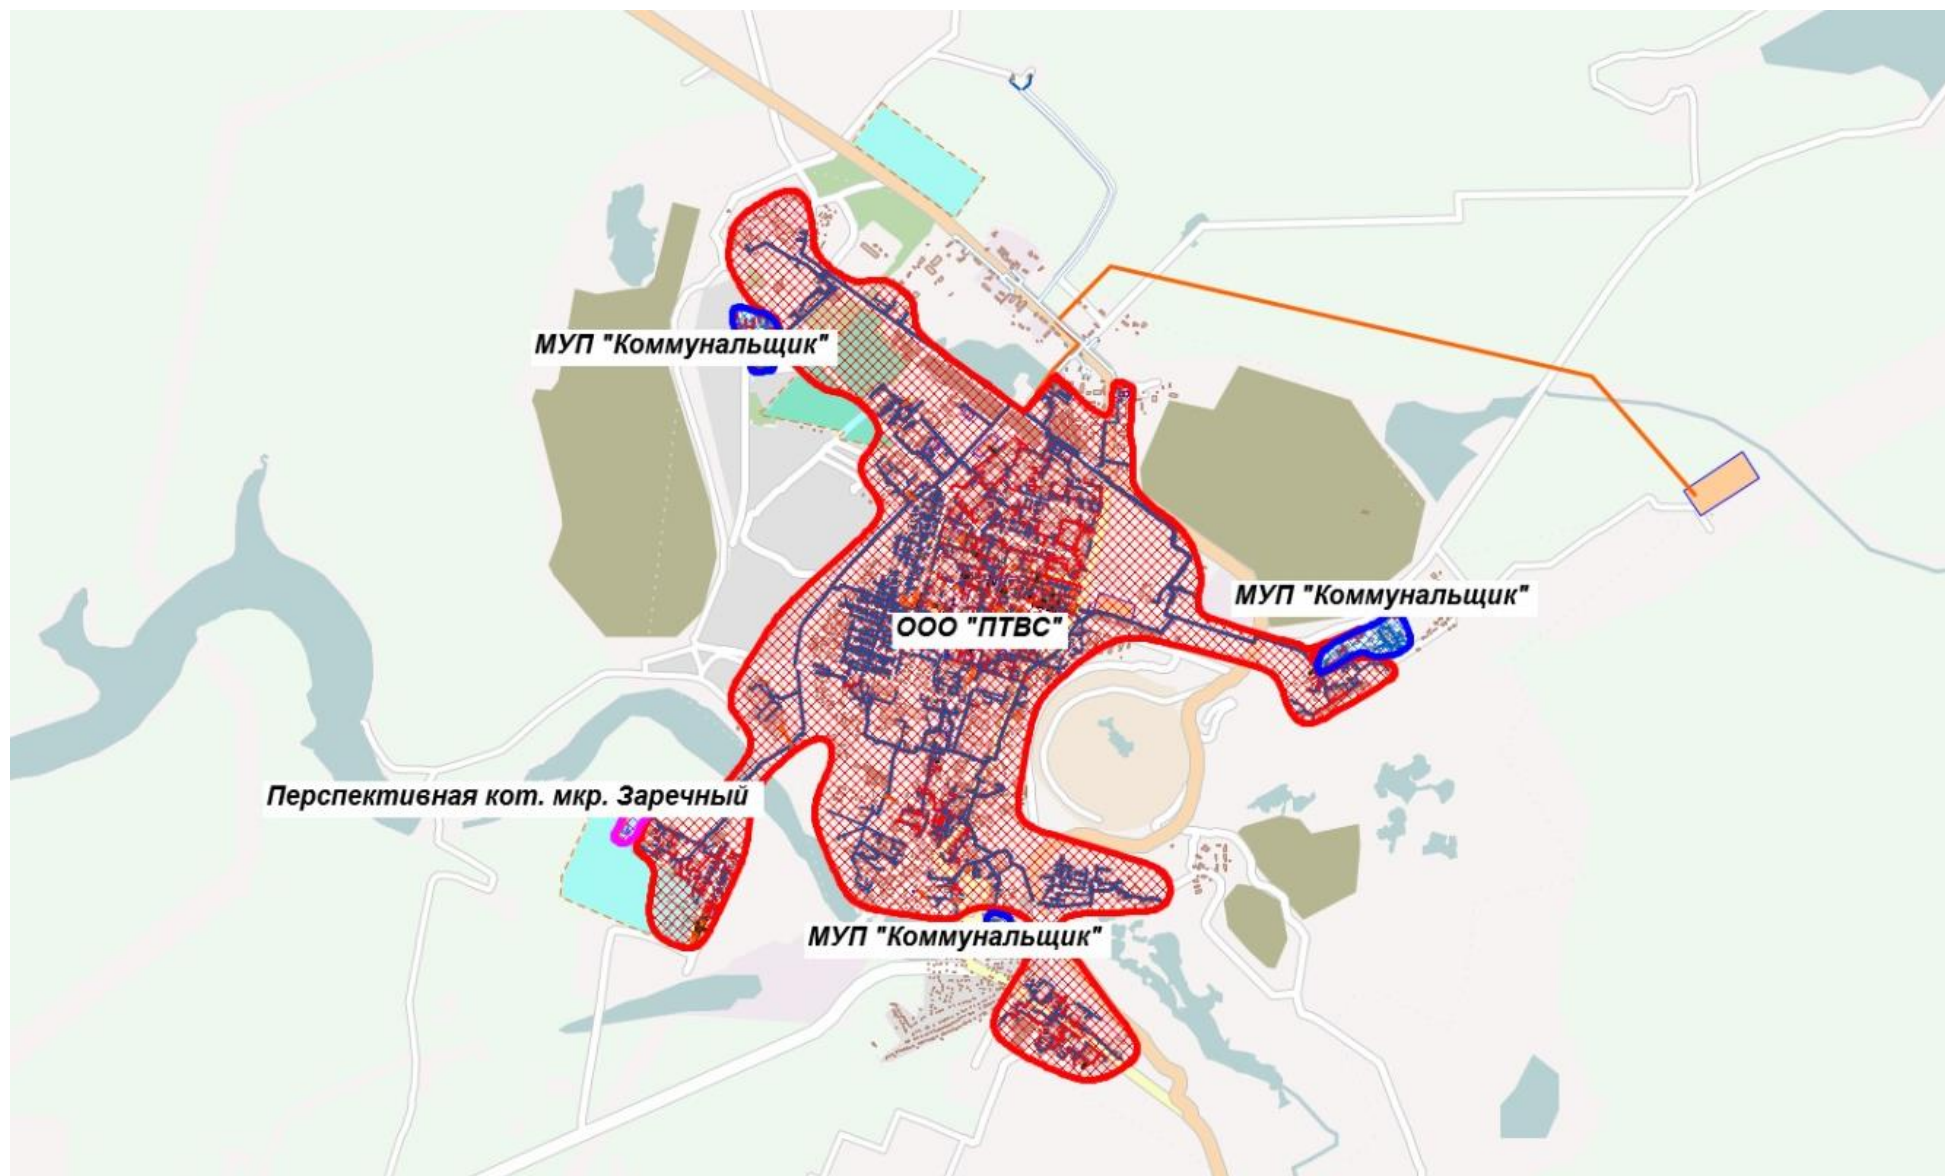 МУП "Коммунальщик"
МУП "Коммунальщик"
ООО "ПТВС"
Перспективная кот. мкр. Заречный
МУП "Коммунальщик"